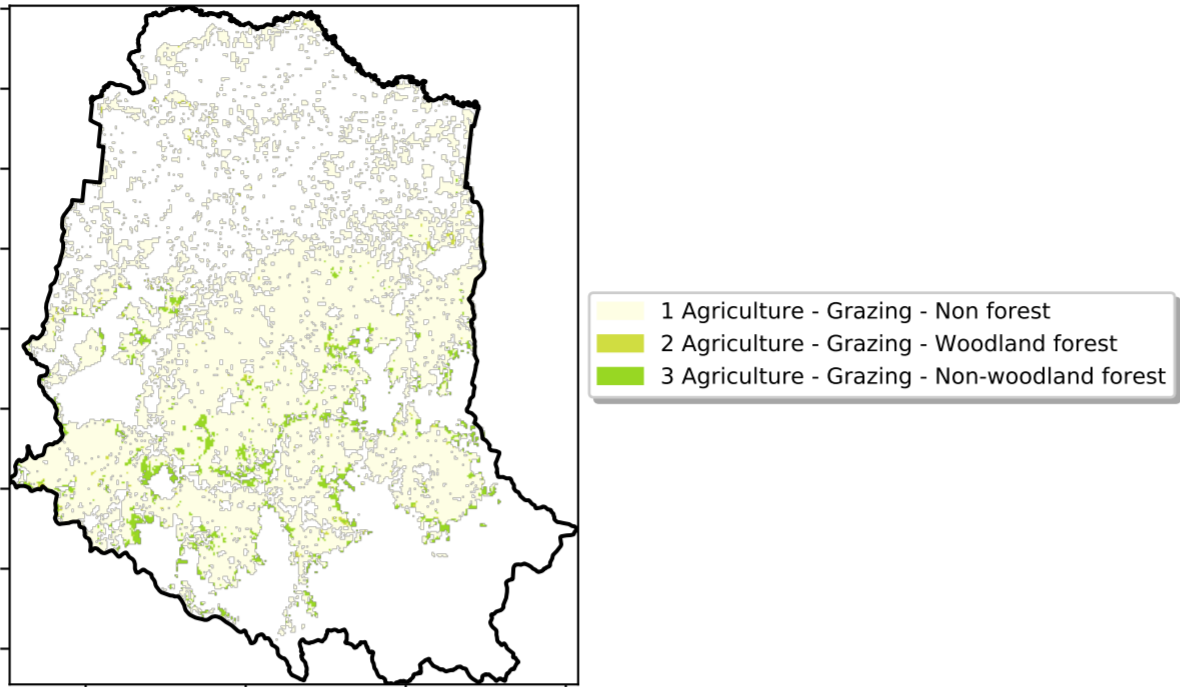 1 Agriculture - Grazing - Non forest
2 Agriculture - Grazing - Woodland forest
3 Agriculture - Grazing - Non-woodland forest